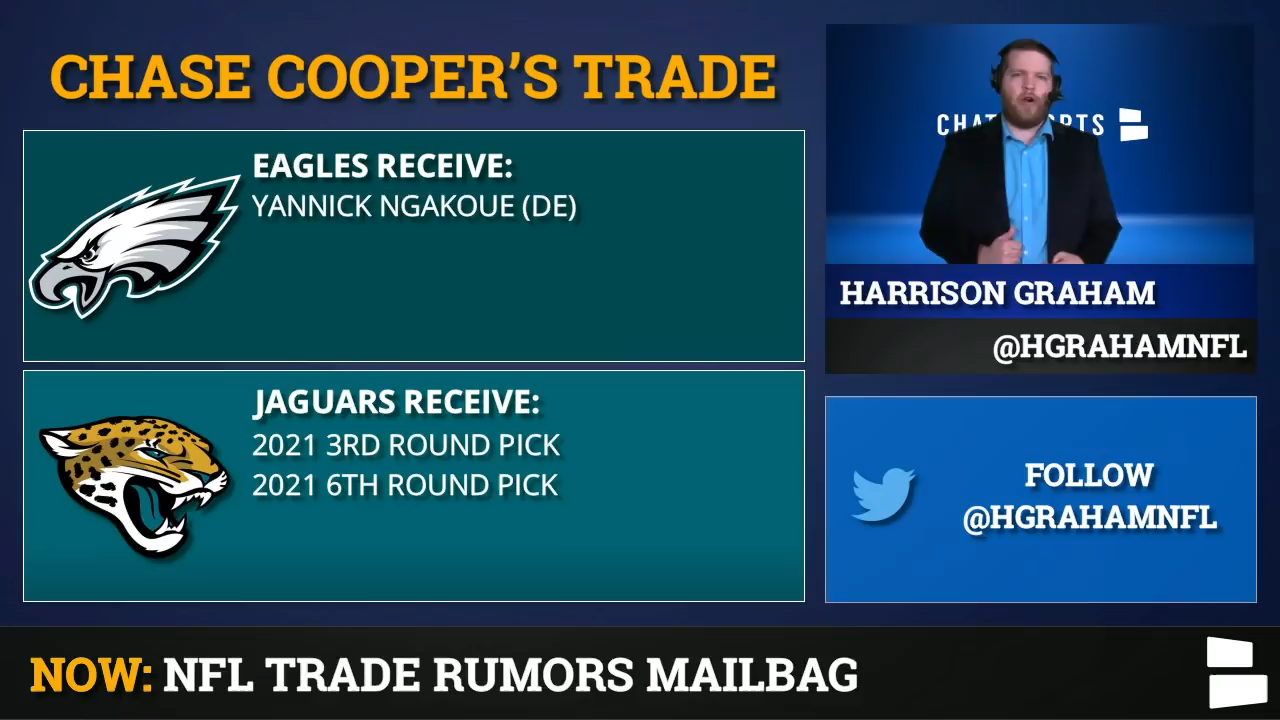 CHASE COOPER'S TRADE
EAGLES RECEIVE:
YANNICK NGAKOUE (DE)
JAGUARS RECEIVE:
2021 3RD ROUND PICK
2021 6TH ROUND PICK
HARRISON GRAHAM
@HGRAHAMNFL
FOLLOW
@HGRAHAMNFL
NOW: NFL TRADE RUMORS MAILBAG